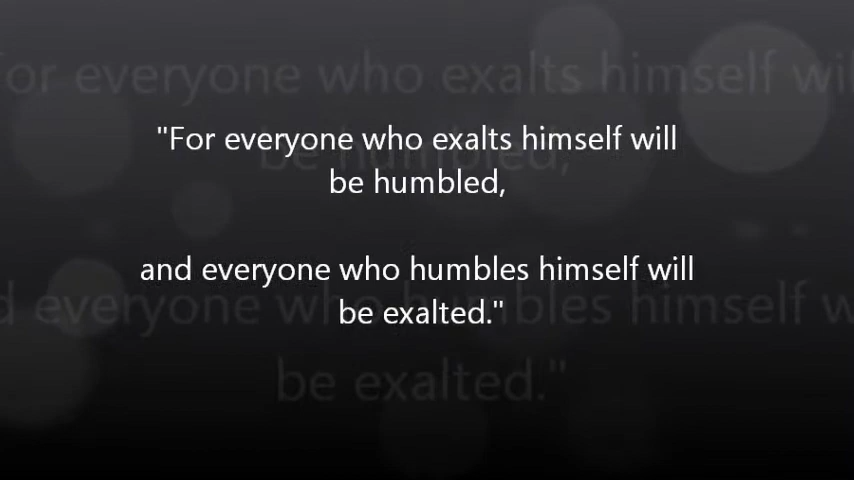 "For everyone who exalts himself will
be humbled,
and everyone who humbles himself will
be exalted."